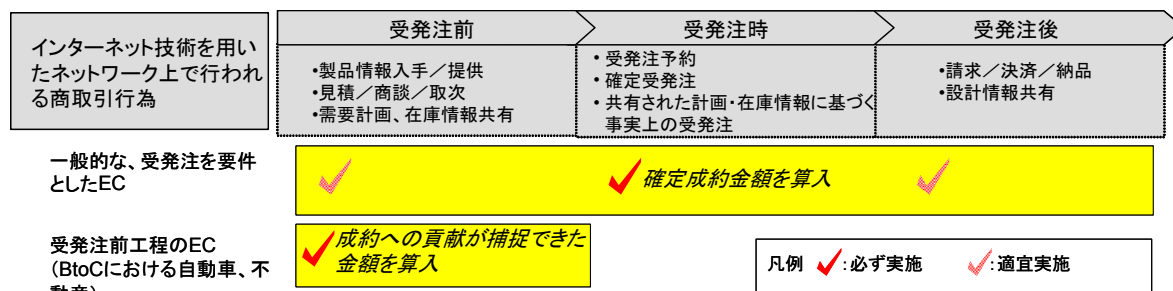 インターネット技術を用い
たネットワーク上で行われ
る商取引行為
受発注前
受発注時
受発注後
・製品情報入手／提供
・見積／商談／取次
・需要計画、在庫情報共有
・受発注予約
・確定受発注
・共有された計画・在庫情報に基づく
事実上の受発注
・請求／決済／納品
・設計情報共有
一般的な、受発注を要件
としたEC
確定成約金額を算入
受発注前工程のEC
（BtoCにおける自動車、不
動産）
成約への貢献が捕捉できた
金額を算入
凡例 :必ず実施 :適宜実施